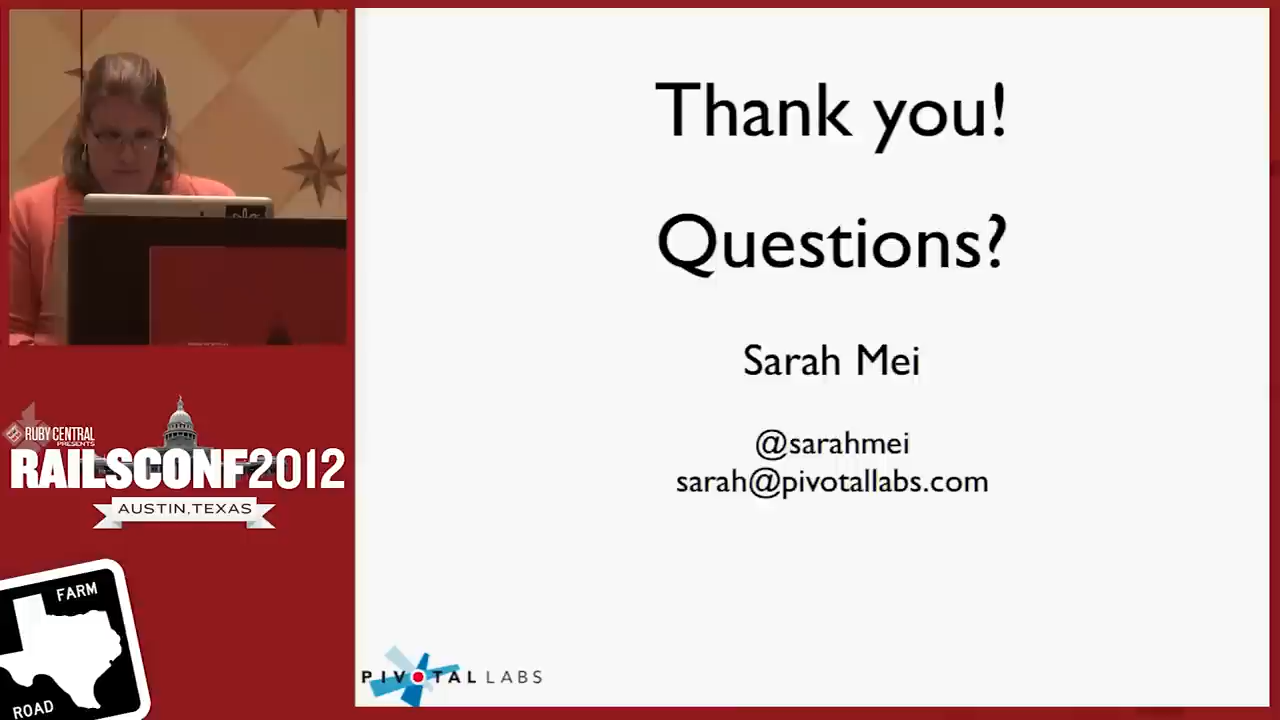 Thank you!
Questions?
Sarah Mei
@sarahmei
sarah@pivotallabs.com
PIVOTAL LABS
RUBY CENTRAL
PRESENTS
RAILSCONF2012
AUSTIN,TEXAS
FARM
ROAD